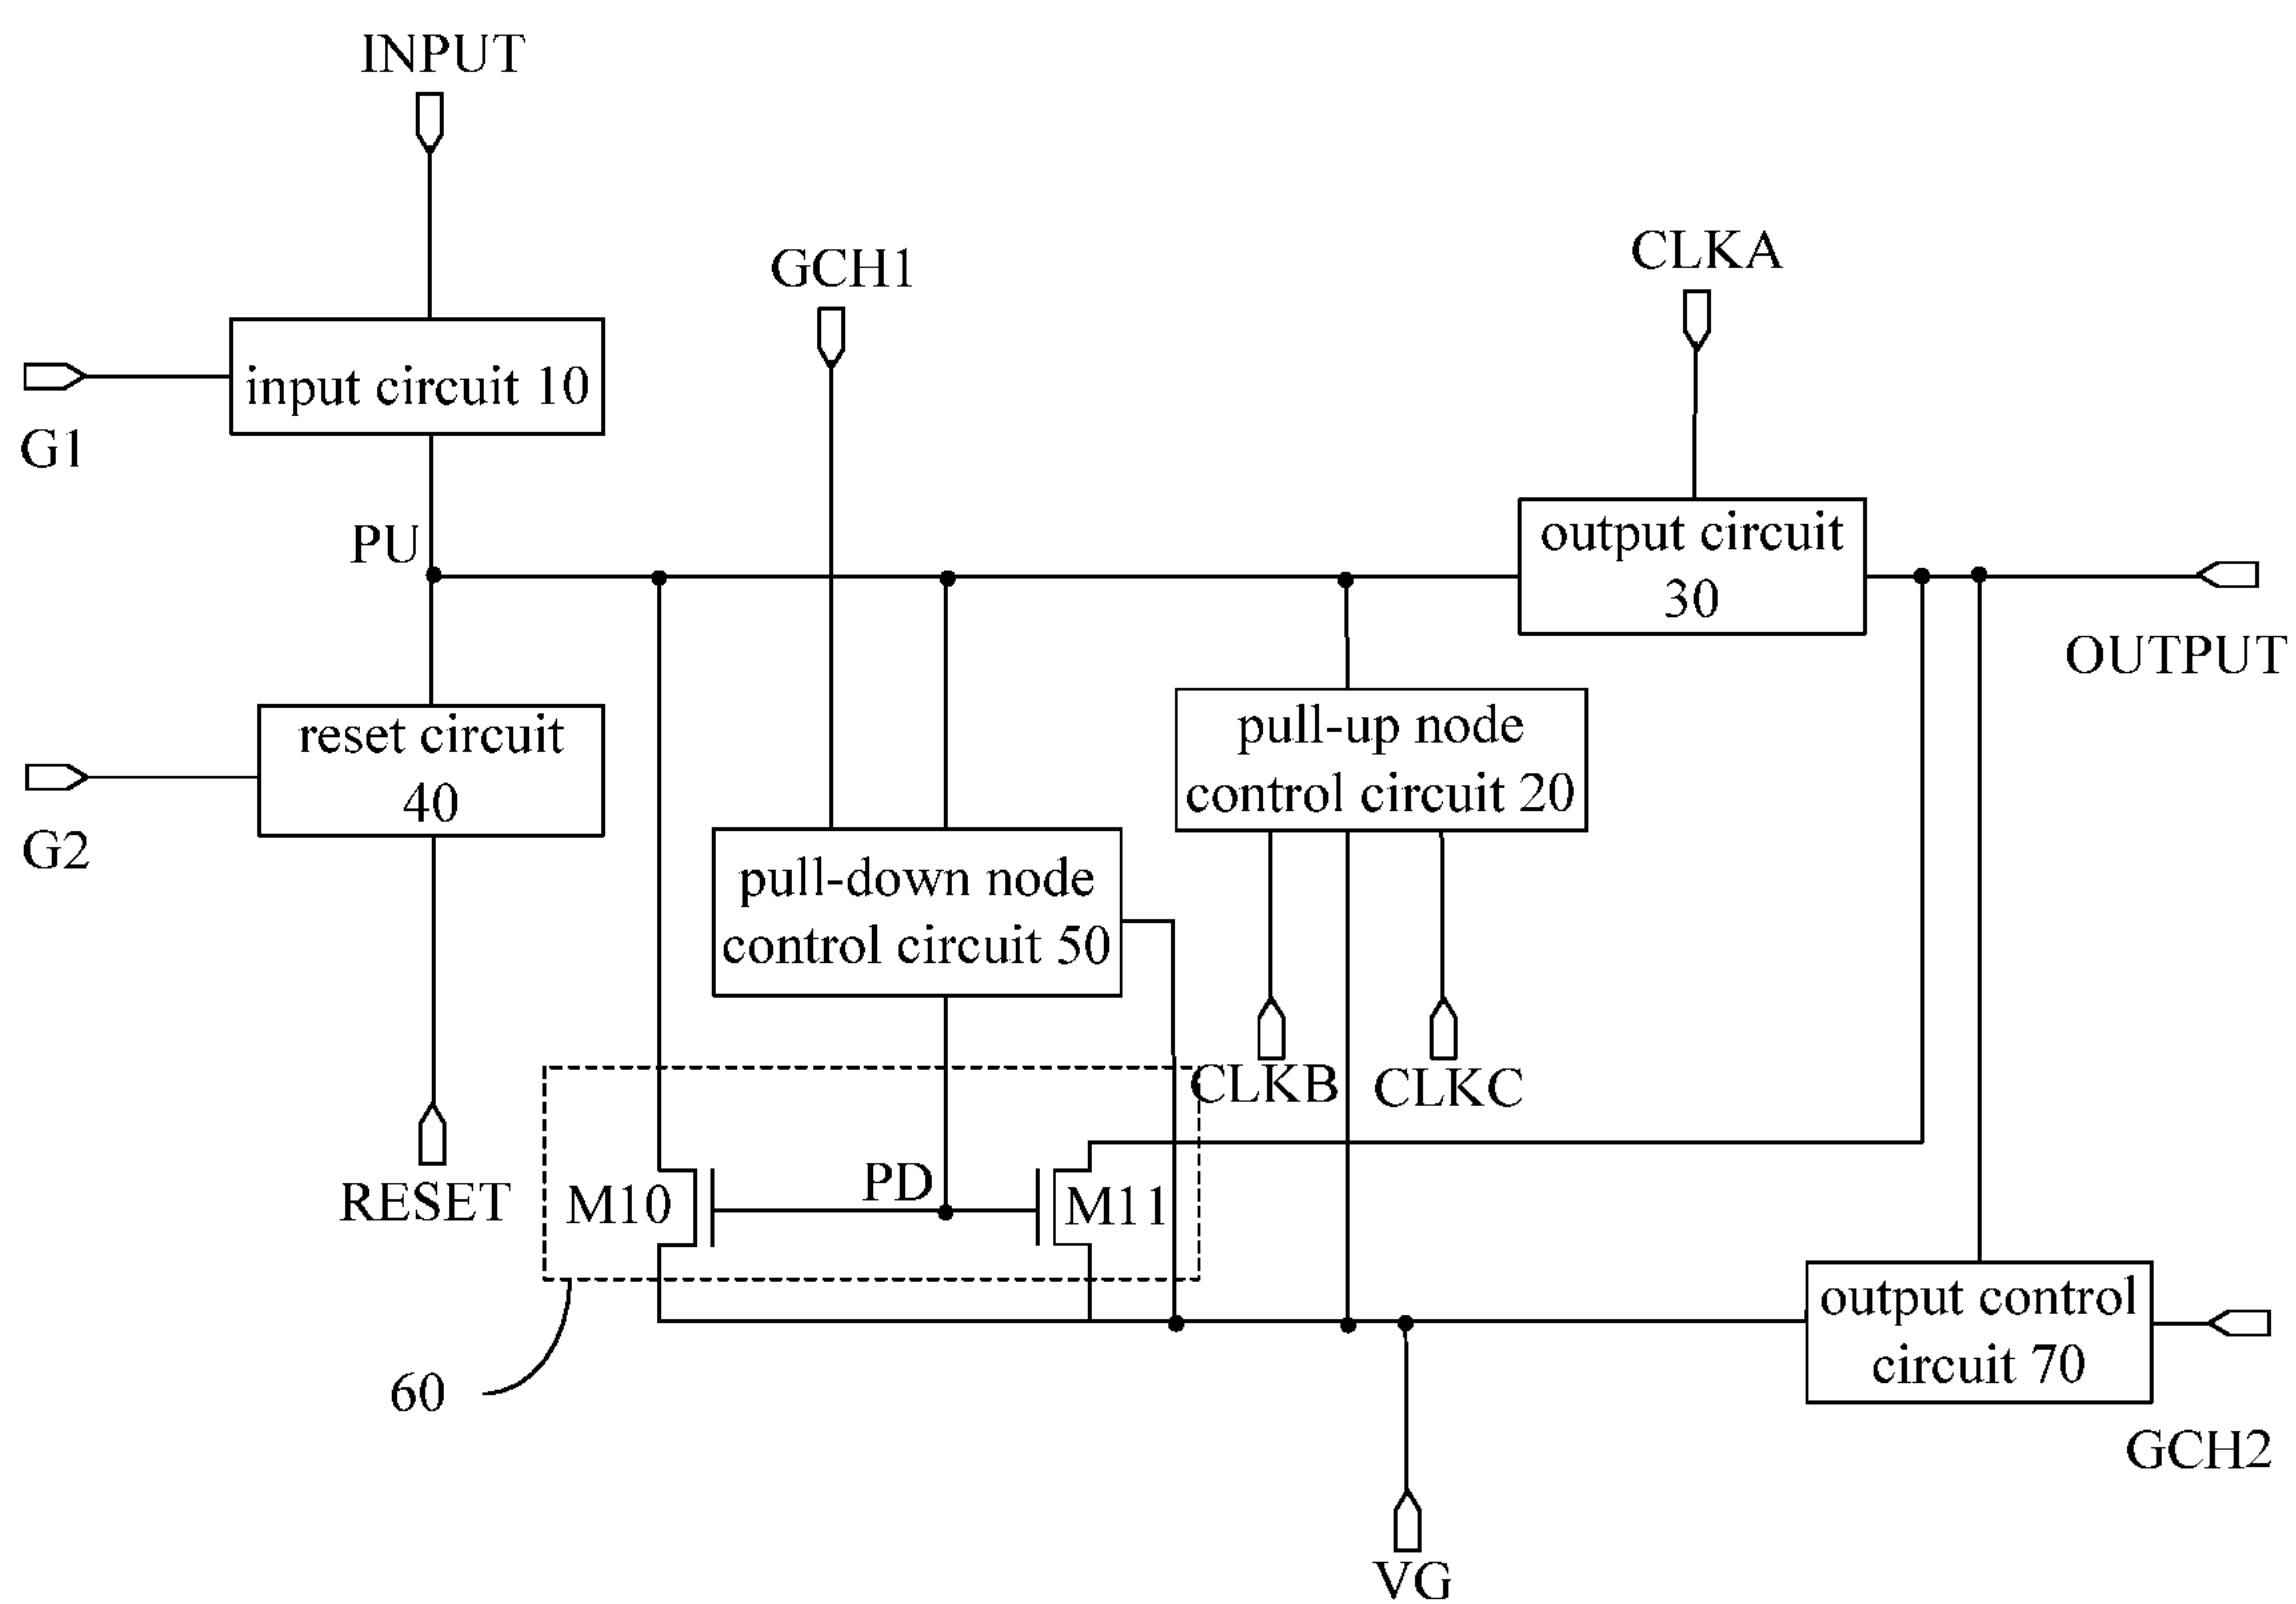 INPUT
GCH1
CLKA
input circuit 10
G1
PU
output circuit
30
OUTPUT
reset circuit
40
G2
pull-up node
control circuit 20
pull-down node
control circuit 50
CLKB
CLKC
RESET
M10
PD
M11
output control
circuit 70
60
GCH2
VG